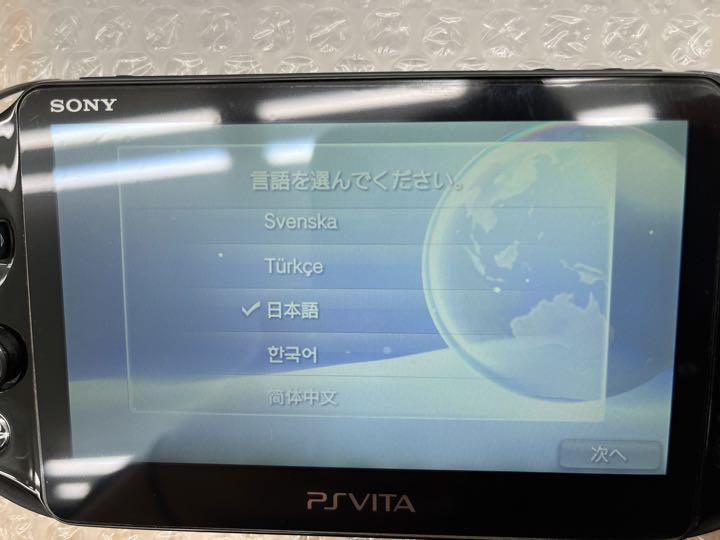 SONY
言語を選んでください。
Svenska
Türkçe
日本語
한국어
简体中文
次へ
PSVITA